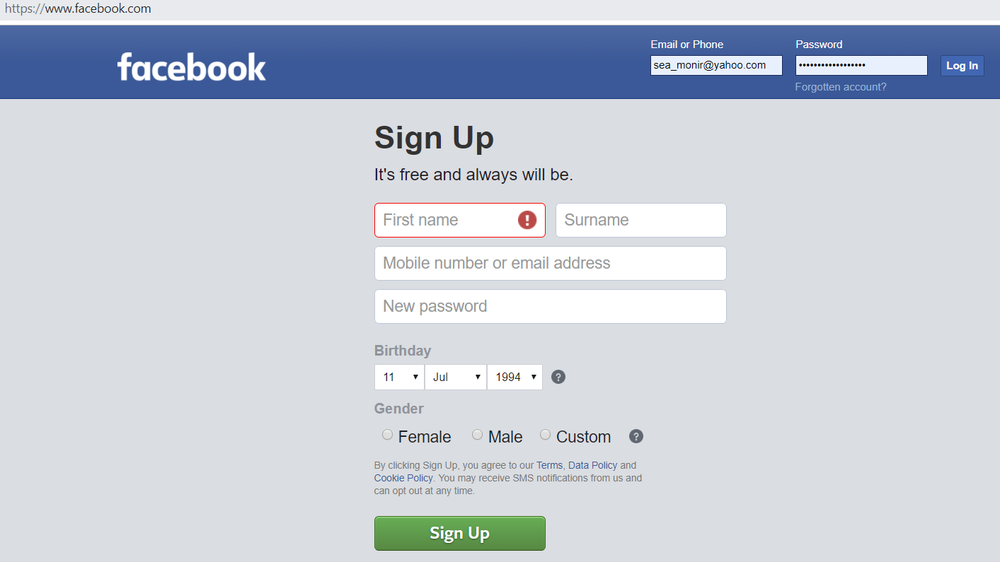 https://www.facebook.com
facebook
Email or Phone
Password
sea_monir@yahoo.com
••••••••••••••••••
Log In
Forgotten account?
Sign Up
It's free and always will be.
First name
Surname
Mobile number or email address
New password
Birthday
11 Jul 1994 ?
Gender
Female Male Custom ?
By clicking Sign Up, you agree to our Terms, Data Policy and
Cookie Policy. You may receive SMS notifications from us and
can opt out at any time.
Sign Up